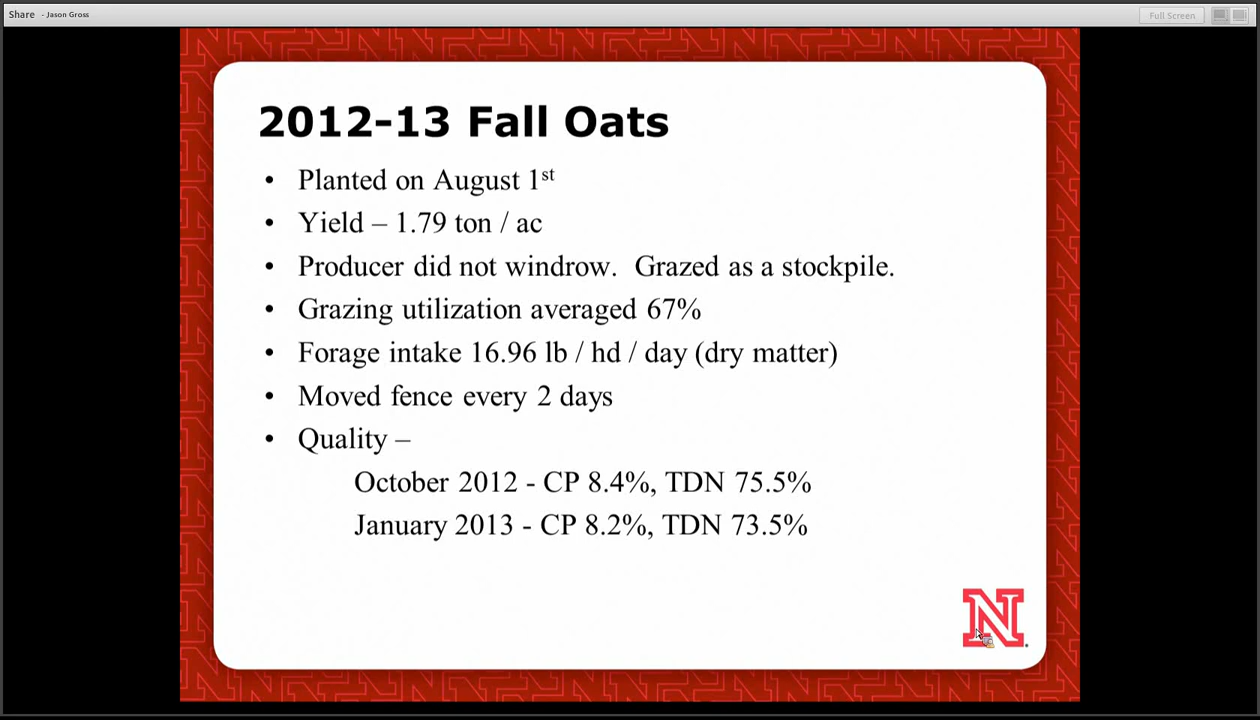 Share - Jason Gross
Full Screen
2012-13 Fall Oats
• Planted on August 1st
• Yield – 1.79 ton / ac
• Producer did not windrow.  Grazed as a stockpile.
• Grazing utilization averaged 67%
• Forage intake 16.96 lb / hd / day (dry matter)
• Moved fence every 2 days
• Quality –
October 2012 - CP 8.4%, TDN 75.5%
January 2013 - CP 8.2%, TDN 73.5%
N